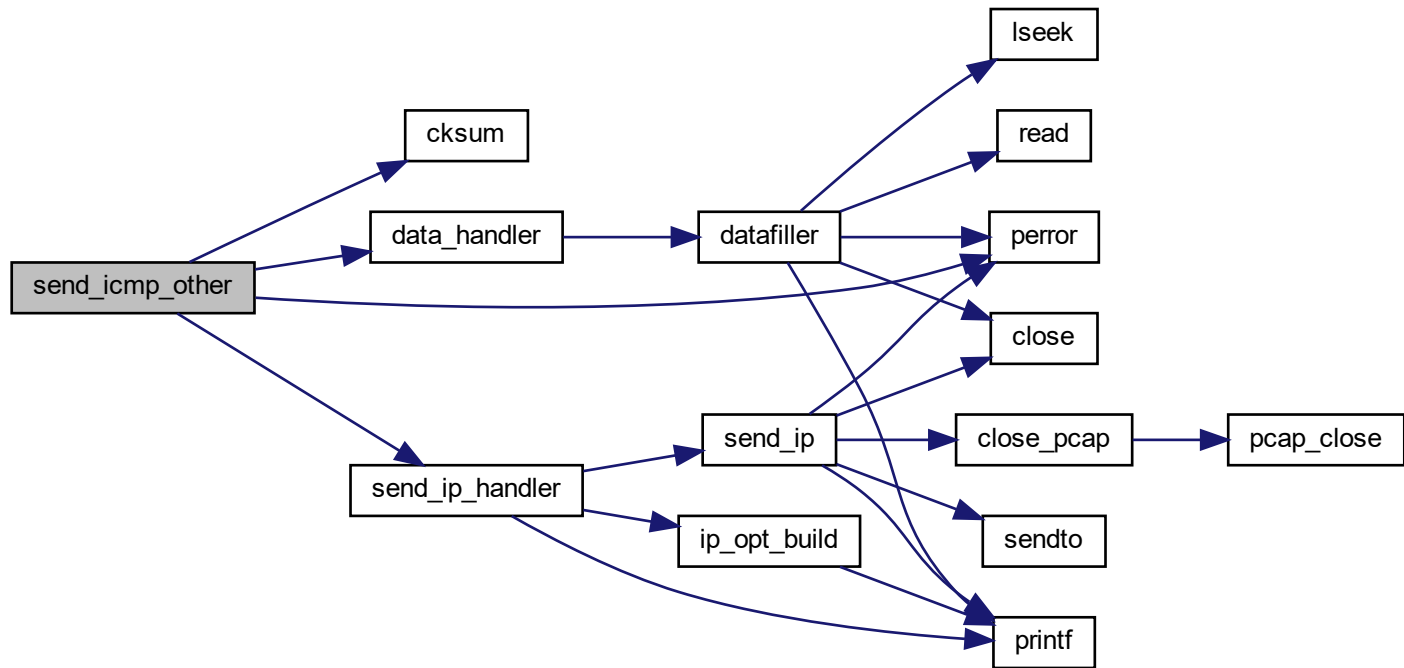 lseek
cksum
read
data_handler
datafiller
perror
send_icmp_other
close
send_ip
close_pcap
pcap_close
send_ip_handler
ip_opt_build
sendto
printf